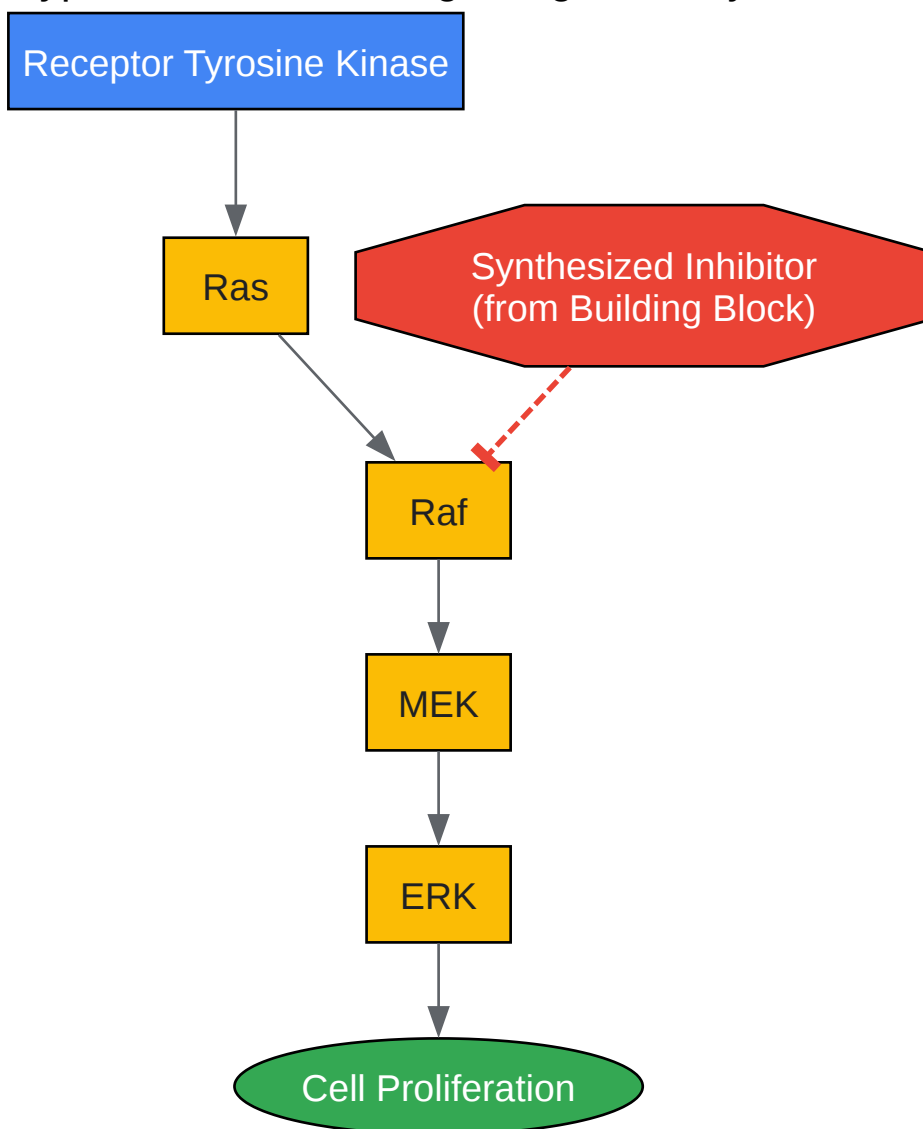 Receptor Tyrosine Kinase
Ras
Synthesized Inhibitor
(from Building Block)
Raf
MEK
ERK
Cell Proliferation